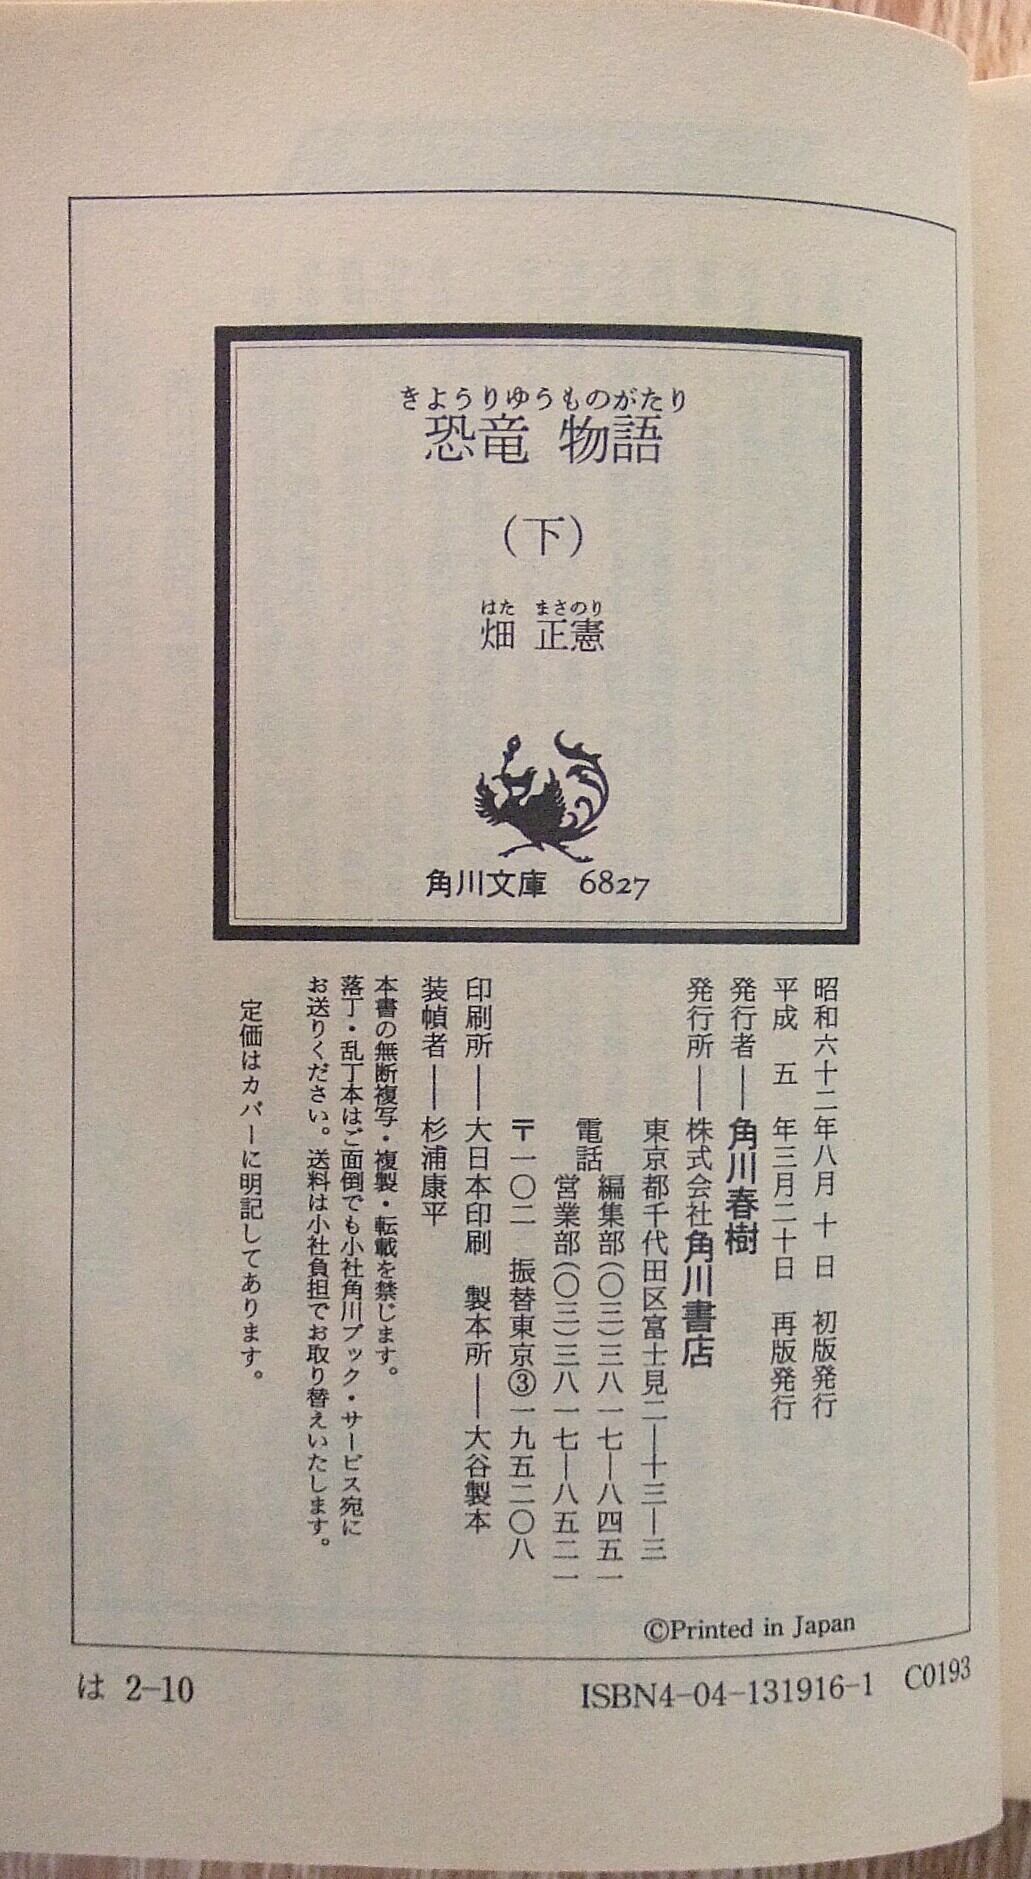 きようりゆうものがたり
恐竜 物語
（下）
はた まさのり
畑 正憲
角川文庫 6827
昭和六十二年八月 十 日 初版発行
平成 五 年三月二十日 再版発行
発行者――角川春樹
発行所――株式会社角川書店
東京都千代田区富士見二―十三―三
電話
編集部(〇三)三八一七―八四五一
営業部(〇三)三八一七―八五二一
〒一〇二 振替東京③一九五二〇八
印刷所――大日本印刷 製本所――大谷製本
装幀者――杉浦康平
本書の無断複写・複製・転載を禁じます。
落丁・乱丁本はご面倒でも小社角川ブック・サービス宛に
お送りください。送料は小社負担でお取り替えいたします。
定価はカバーに明記してあります。
©Printed in Japan
は 2-10
ISBN4-04-131916-1 C0193